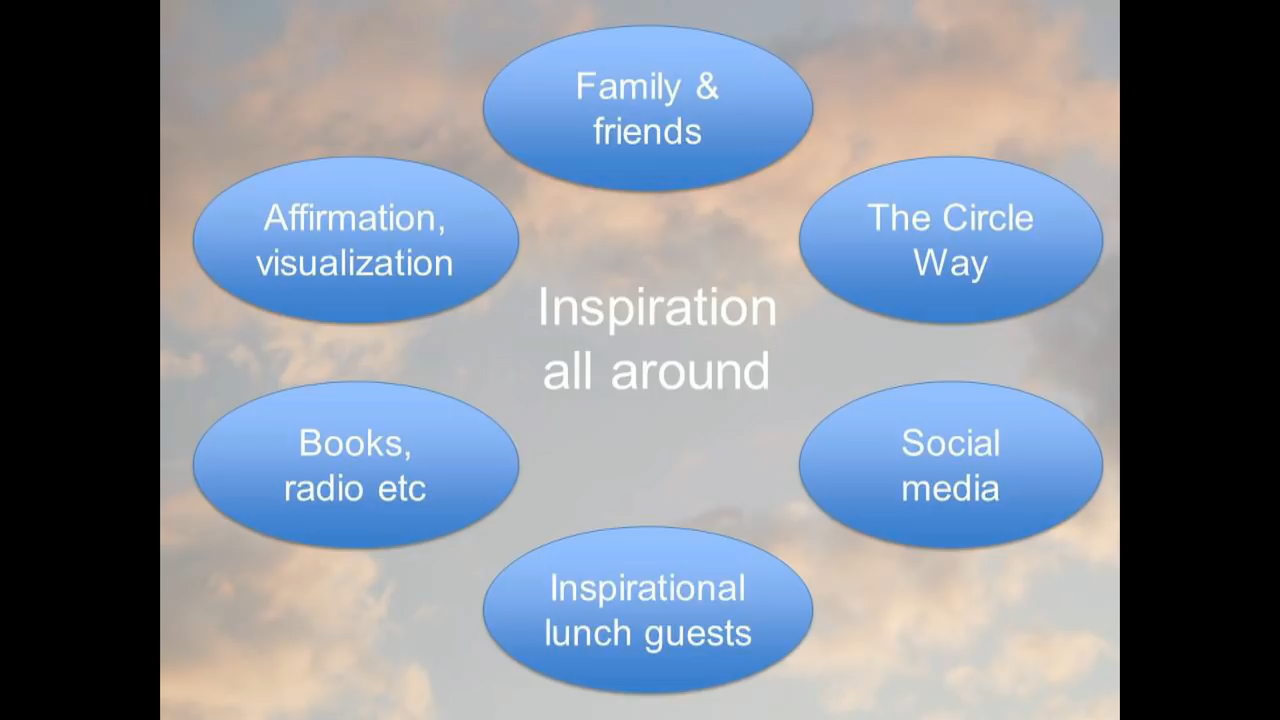 Family &
friends
Affirmation,
visualization
The Circle
Way
Inspiration
all around
Books,
radio etc
Social
media
Inspirational
lunch guests